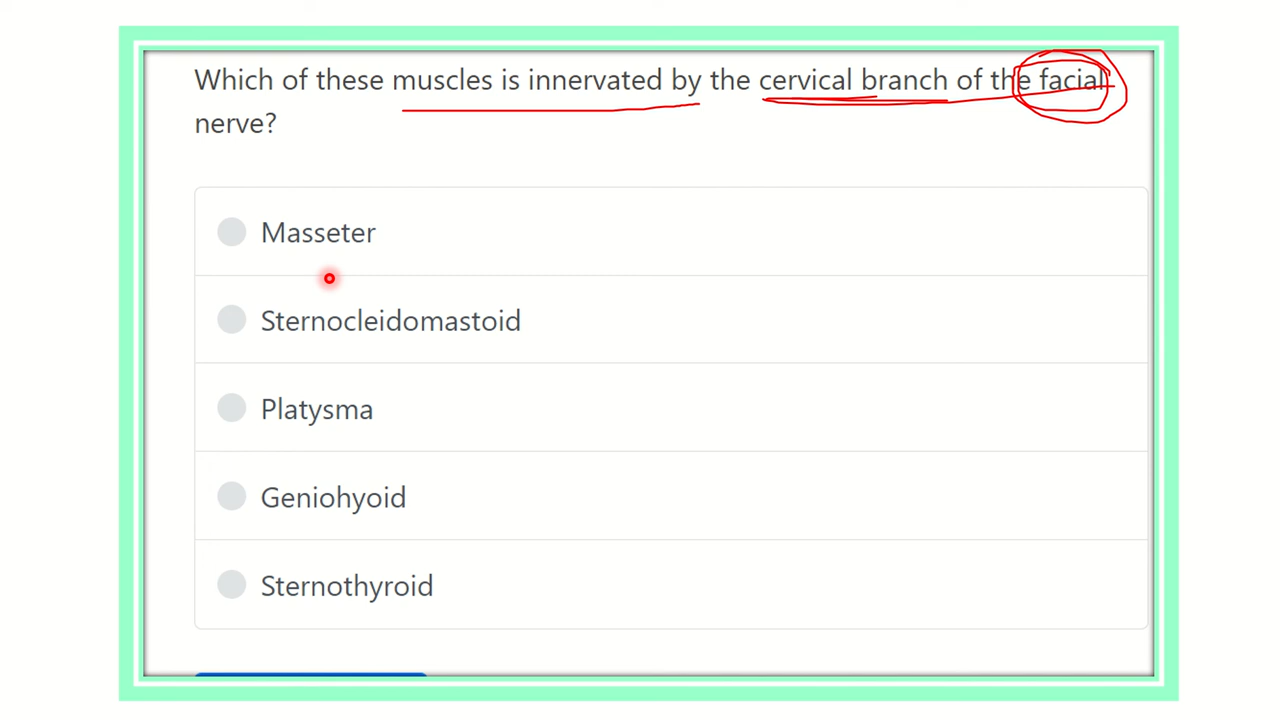 Which of these muscles is innervated by the cervical branch of the facial
nerve?
Masseter
Sternocleidomastoid
Platysma
Geniohyoid
Sternothyroid